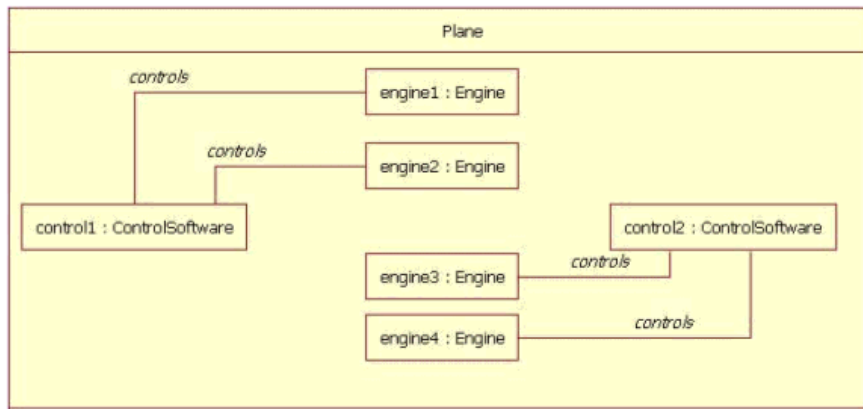 Plane
controls
engine1 : Engine
controls
engine2 : Engine
control1 : ControlSoftware
control2 : ControlSoftware
controls
engine3 : Engine
controls
engine4 : Engine